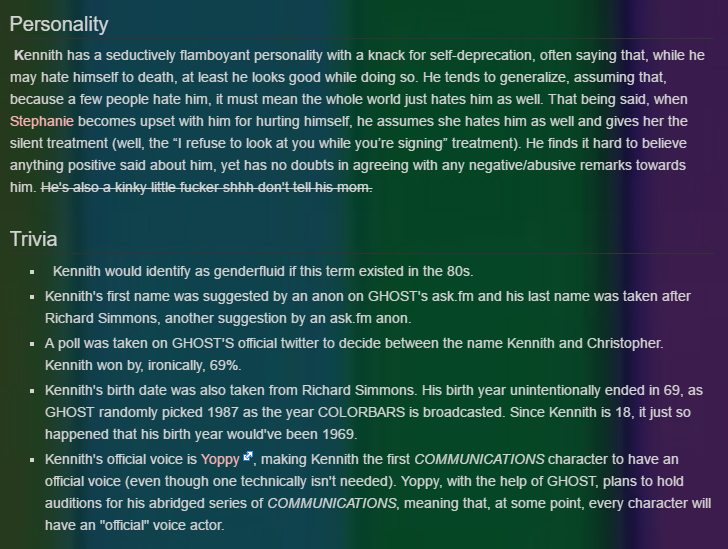 Personality
Kennith has a seductively flamboyant personality with a knack for self-deprecation, often saying that, while he
may hate himself to death, at least he looks good while doing so. He tends to generalize, assuming that,
because a few people hate him, it must mean the whole world just hates him as well. That being said, when
Stephanie becomes upset with him for hurting himself, he assumes she hates him as well and gives her the
silent treatment (well, the “I refuse to look at you while you’re signing” treatment). He finds it hard to believe
anything positive said about him, yet has no doubts in agreeing with any negative/abusive remarks towards
him. He's also a kinky little fucker shhh don't tell his mom.
Trivia
Kennith would identify as genderfluid if this term existed in the 80s.
Kennith's first name was suggested by an anon on GHOST's ask.fm and his last name was taken after
Richard Simmons, another suggestion by an ask.fm anon.
A poll was taken on GHOST'S official twitter to decide between the name Kennith and Christopher.
Kennith won by, ironically, 69%.
Kennith's birth date was also taken from Richard Simmons. His birth year unintentionally ended in 69, as
GHOST randomly picked 1987 as the year COLORBARS is broadcasted. Since Kennith is 18, it just so
happened that his birth year would've been 1969.
Kennith's official voice is Yoppy, making Kennith the first COMMUNICATIONS character to have an
official voice (even though one technically isn't needed). Yoppy, with the help of GHOST, plans to hold
auditions for his abridged series of COMMUNICATIONS, meaning that, at some point, every character will
have an "official" voice actor.